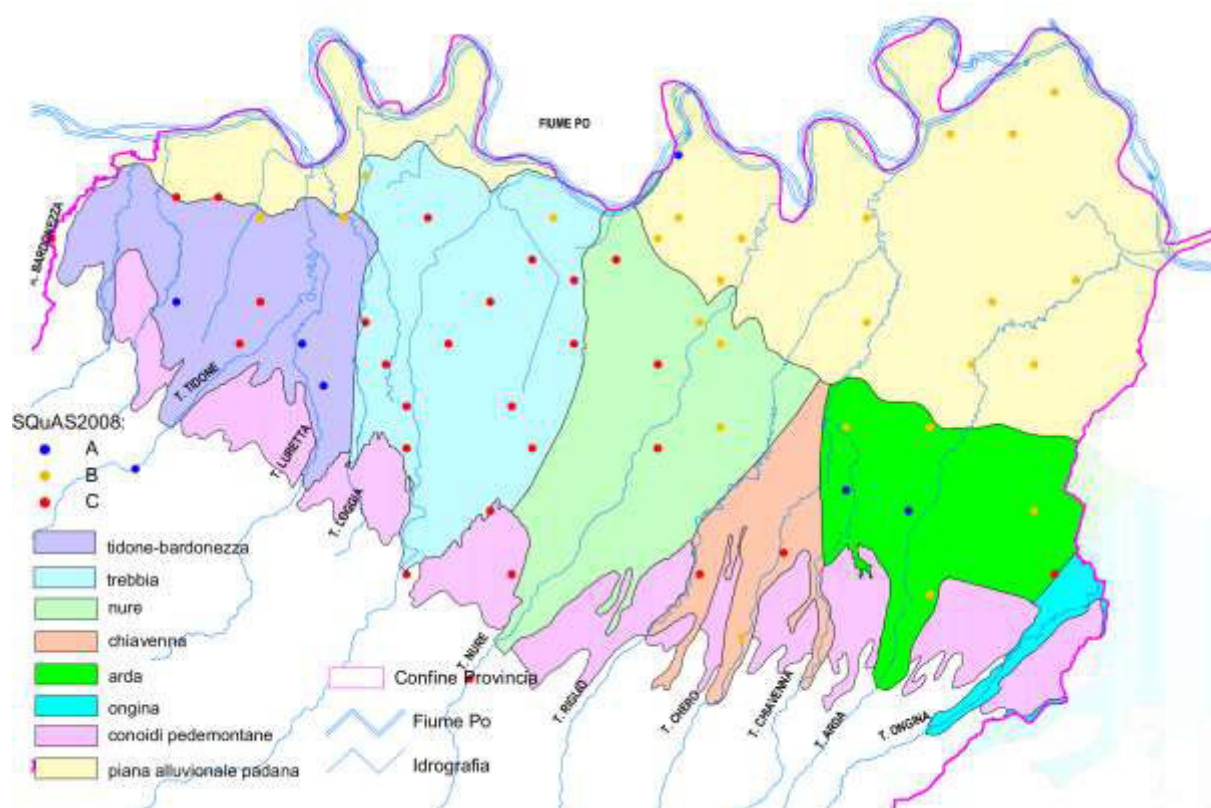 FIUME PO
R. BARDONEZZA
T. TIDONE
SQuAS2008:
A
B
C
T. LURETTA
T. LOGGIA
tidone-bardonezza
trebbia
nure
chiavenna
arda
ongina
conoidi pedemontane
piana alluvionale padana
T. NURE
T. RIGLIO
T. CHERO
T. CHIAVENNA
T. ARDA
T. ONGINA
Confine Provincia
Fiume Po
Idrografia